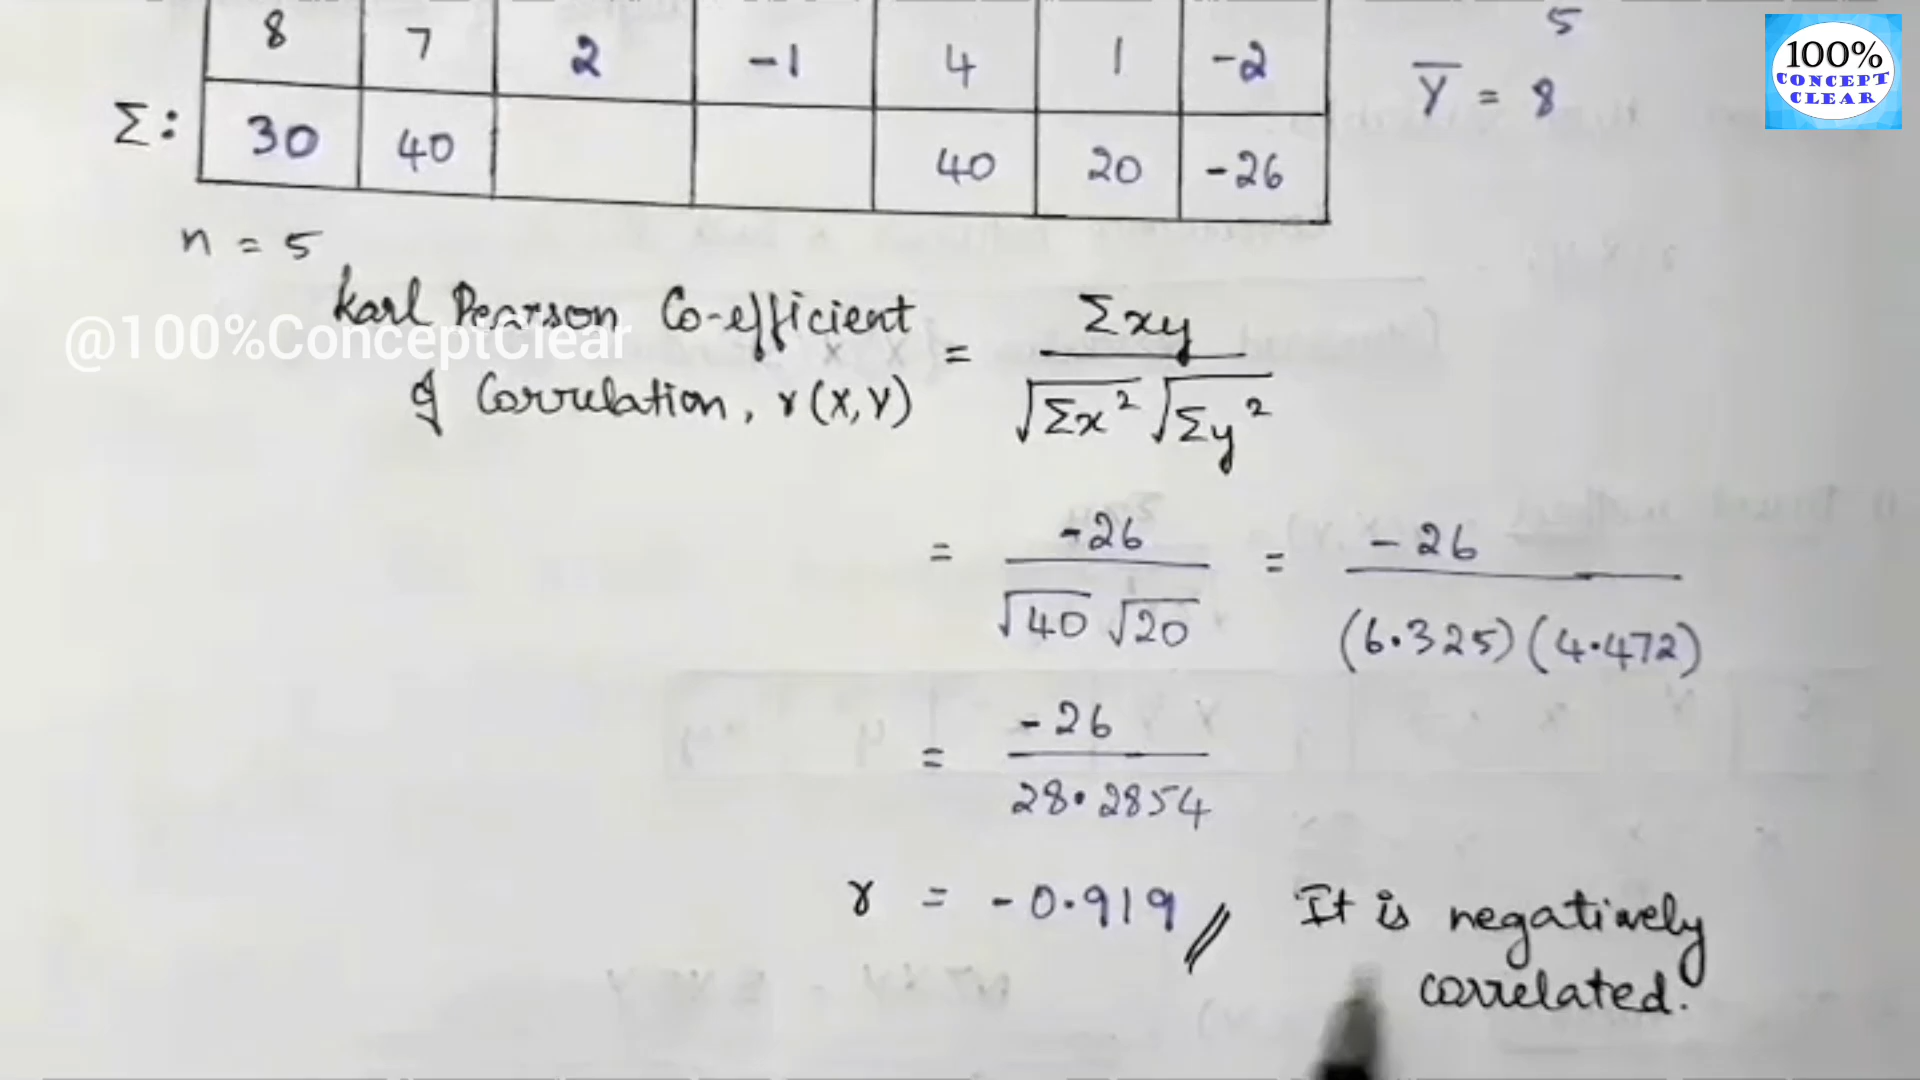 5
8 7 2 -1 4 1 -2
Y̅ = 8
100%
CONCEPT
CLEAR
Σ: 30 40 40 20 -26
n = 5
Karl Pearson Co-efficient
of Correlation, r(X,Y) = Σxy / √Σx² √Σy²
@100%ConceptClear
= -26 / √40 √20 = -26 / (6.325)(4.472)
= -26 / 28.2854
r = -0.919 // It is negatively
correlated.